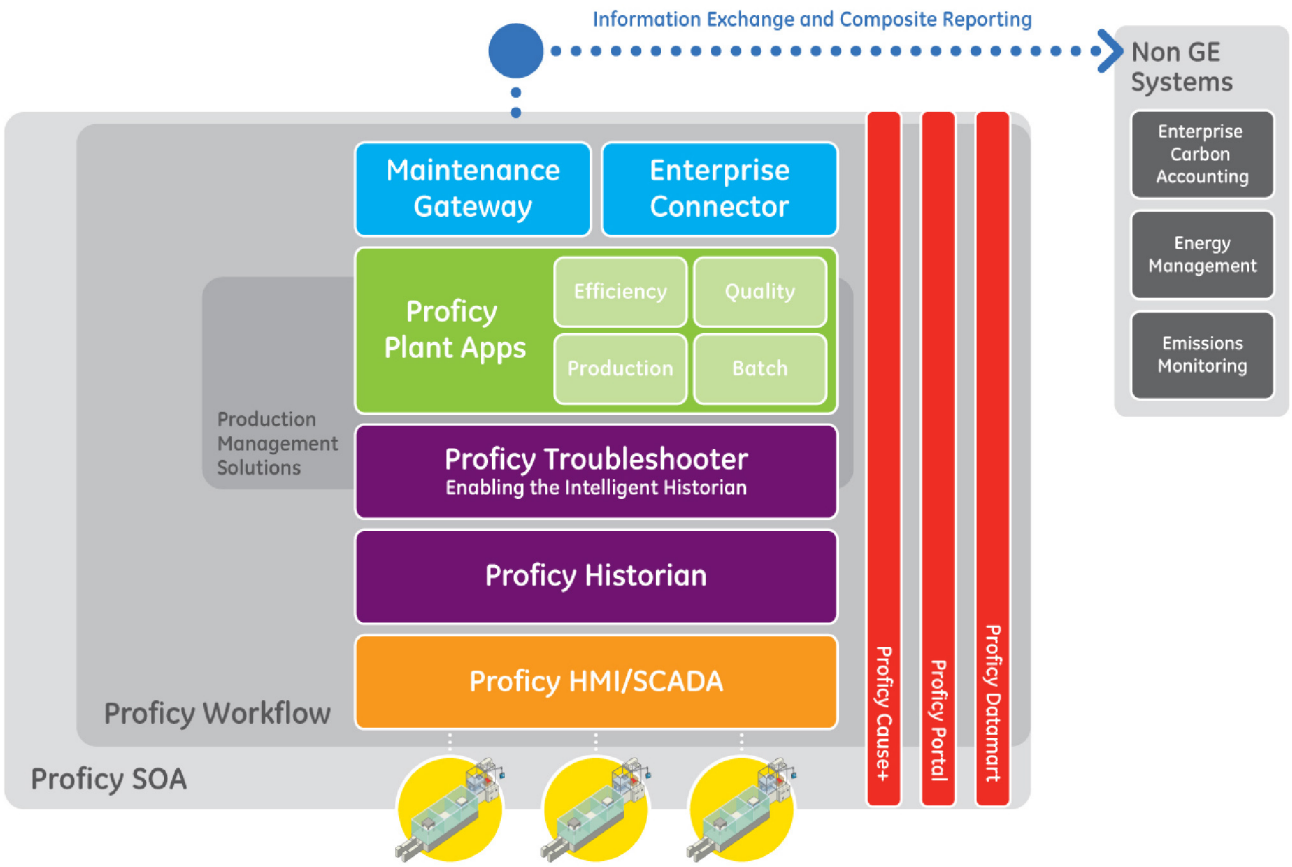 Information Exchange and Composite Reporting
Non GE
Systems
Enterprise
Carbon
Accounting
Energy
Management
Emissions
Monitoring
Maintenance
Gateway
Enterprise
Connector
Proficy
Plant Apps
Efficiency
Quality
Production
Batch
Production
Management
Solutions
Proficy Troubleshooter
Enabling the Intelligent Historian
Proficy Historian
Proficy HMI/SCADA
Proficy Workflow
Proficy SOA
Proficy Cause+
Proficy Portal
Proficy Datamart